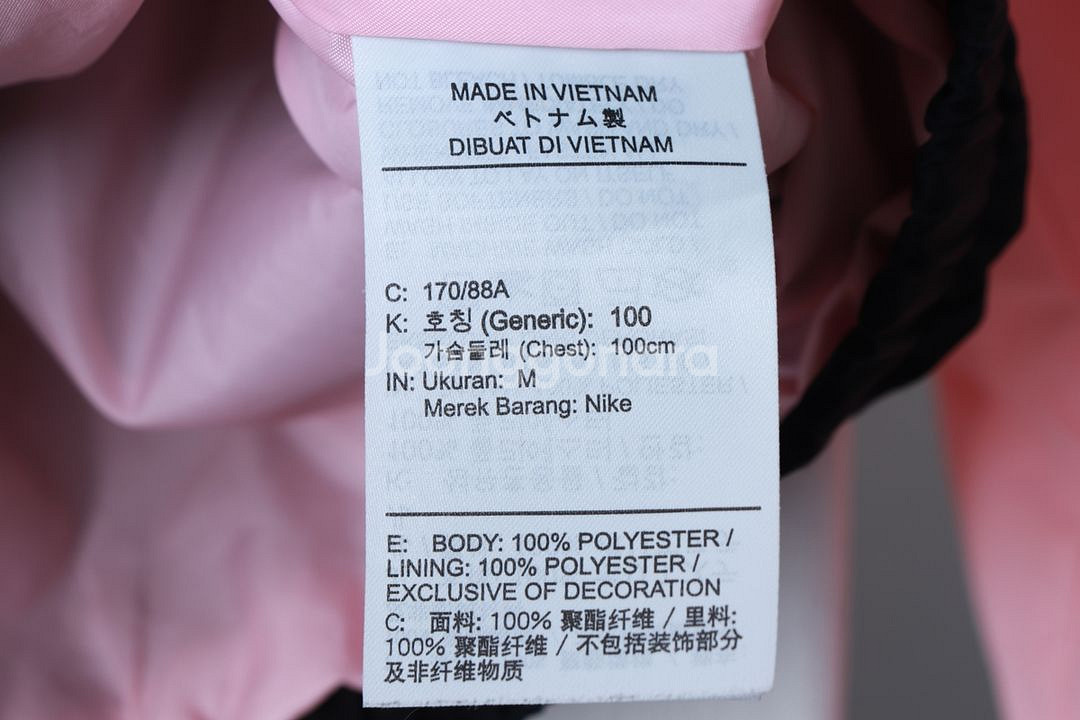 MADE IN VIETNAM
ベトナム製
DIBUAT DI VIETNAM
C: 170/88A
K: 호칭 (Generic): 100
가슴둘레 (Chest): 100cm
Joonggonara
IN: Ukuran: M
Merek Barang: Nike
E: BODY: 100% POLYESTER /
LINING: 100% POLYESTER /
EXCLUSIVE OF DECORATION
C: 面料: 100% 聚酯纤维 / 里料:
100% 聚酯纤维 / 不包括装饰部分
及非纤维物质